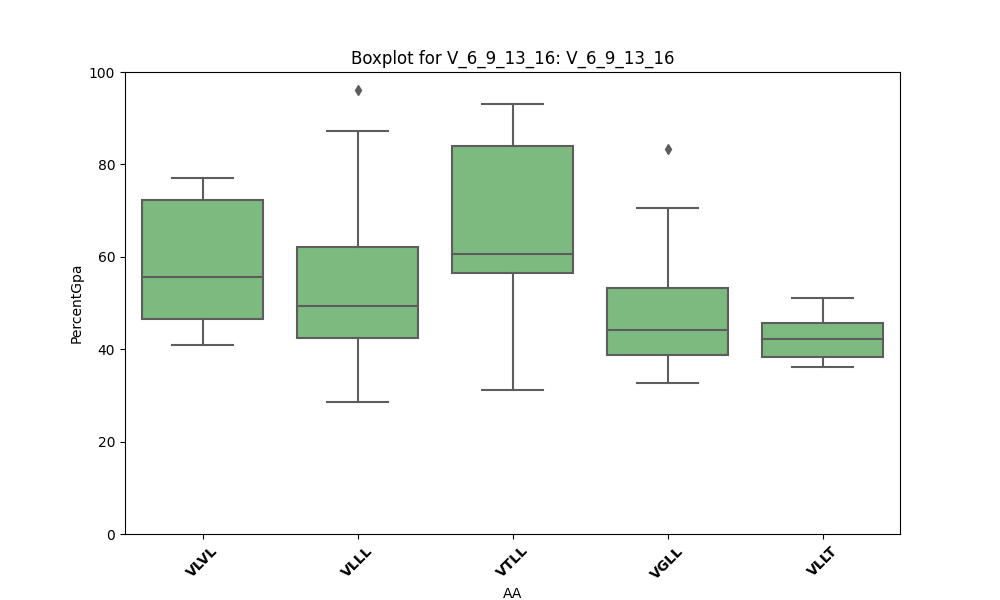 Boxplot for V_6_9_13_16: V_6_9_13_16
100
80
60
40
20
0
PercentGpa
VLVL
VLLL
VTLL
VGLL
VLLT
AA